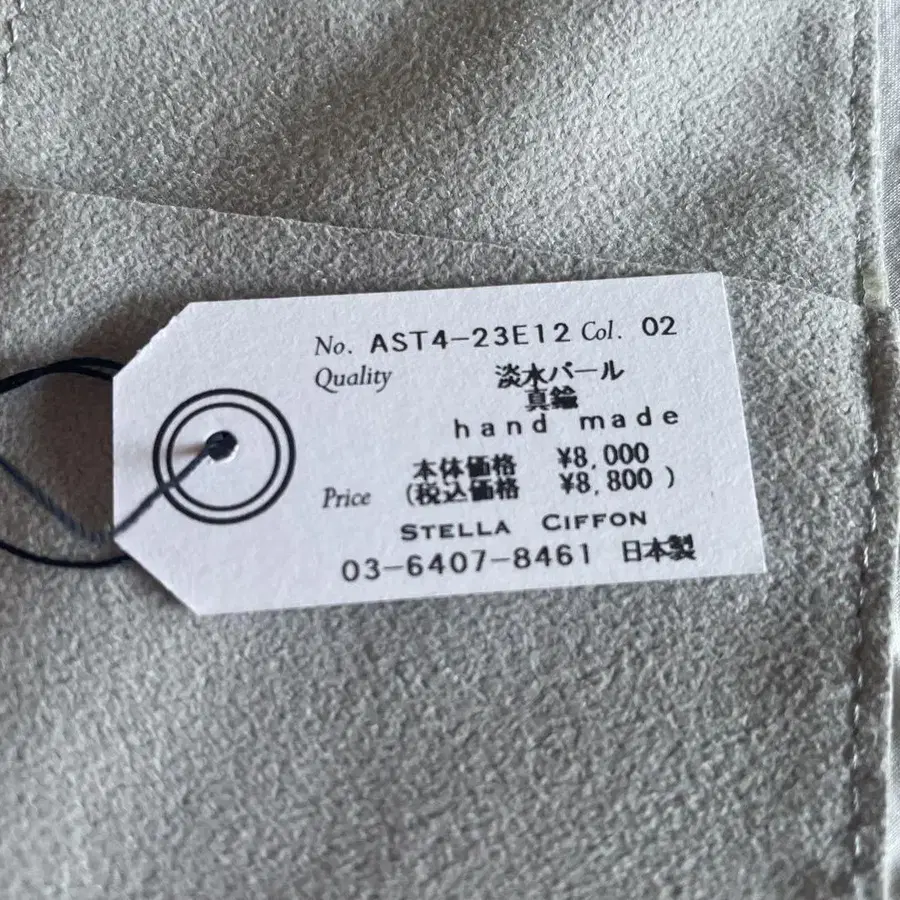 No. AST4-23E12 Col. 02
Quality 淡水パール
真鍮
hand made
本体価格 ¥8,000
Price (税込価格 ¥8,800 )
STELLA CIFFON
03-6407-8461 日本製